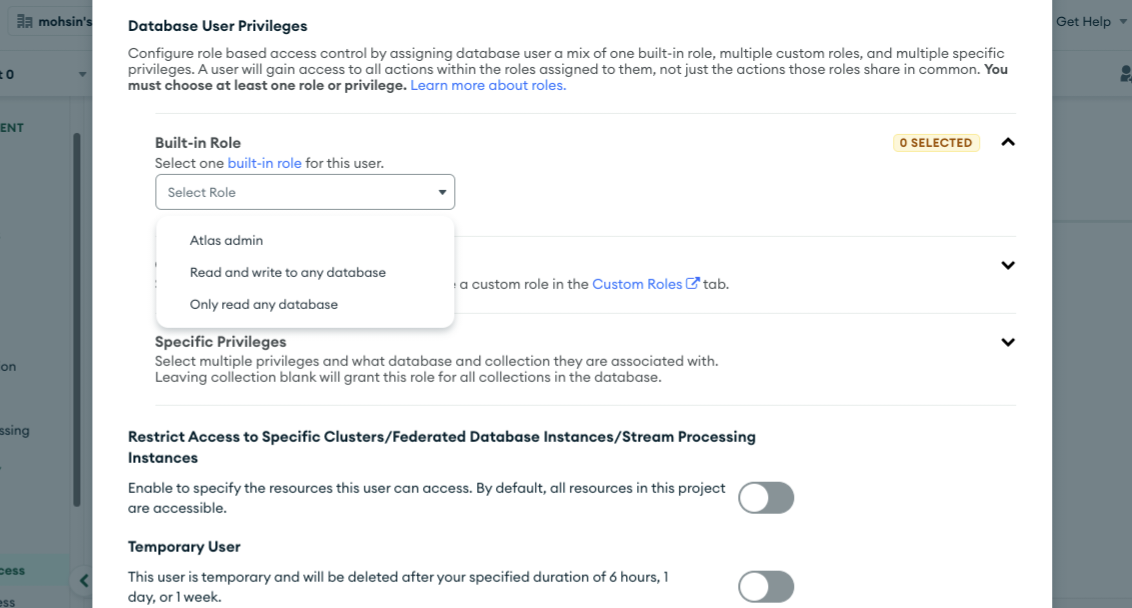 mohsin's
Get Help
0
ENT
on
ssing
cess
ess
Database User Privileges
Configure role based access control by assigning database user a mix of one built-in role, multiple custom roles, and multiple specific
privileges. A user will gain access to all actions within the roles assigned to them, not just the actions those roles share in common. You
must choose at least one role or privilege. Learn more about roles.
Built-in Role
0 SELECTED
Select one built-in role for this user.
Select Role
Atlas admin
Read and write to any database
Only read any database
a custom role in the Custom Roles tab.
Specific Privileges
Select multiple privileges and what database and collection they are associated with.
Leaving collection blank will grant this role for all collections in the database.
Restrict Access to Specific Clusters/Federated Database Instances/Stream Processing
Instances
Enable to specify the resources this user can access. By default, all resources in this project
are accessible.
Temporary User
This user is temporary and will be deleted after your specified duration of 6 hours, 1
day, or 1 week.